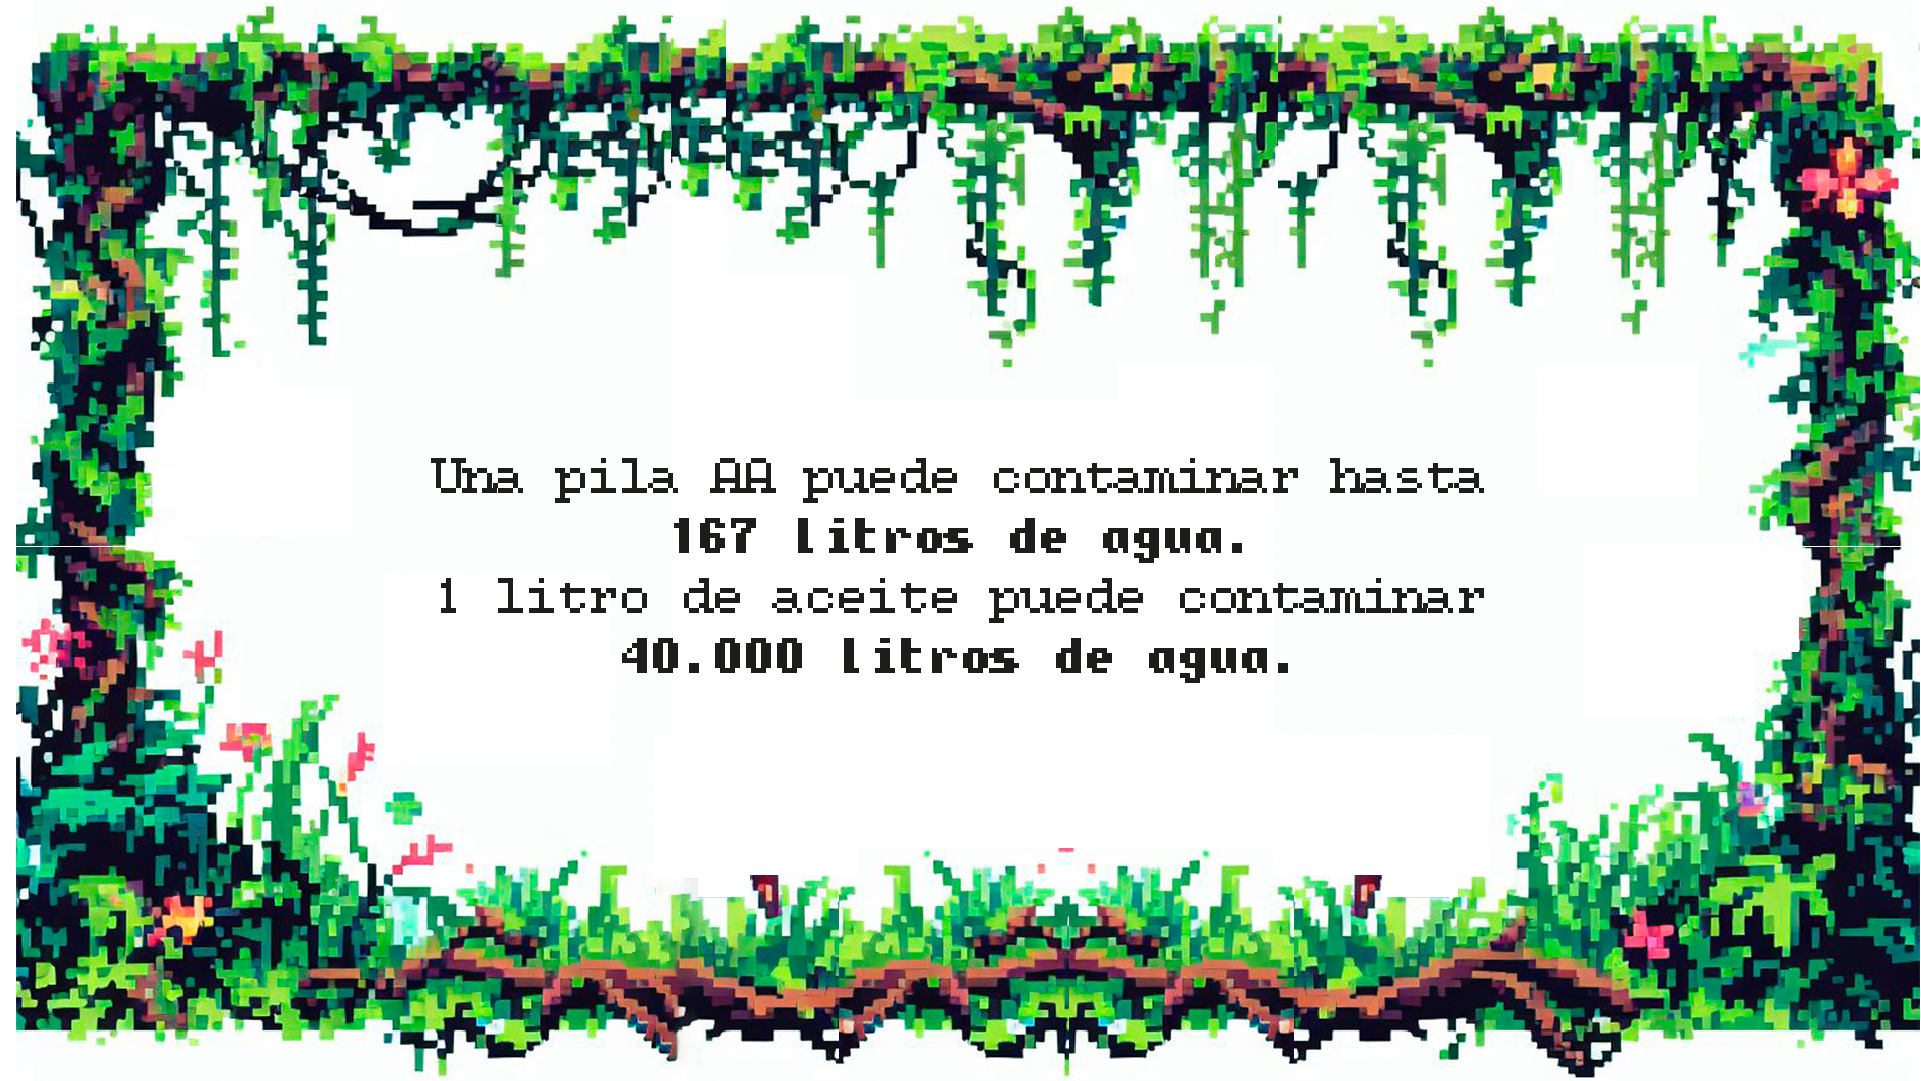 Una pila AA puede contaminar hasta
167 litros de agua.
1 litro de aceite puede contaminar
40.000 litros de agua.